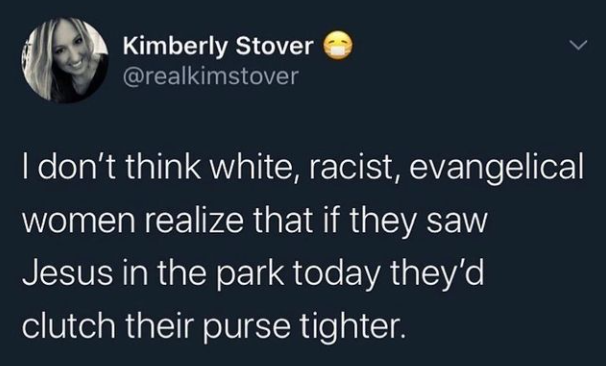 Kimberly Stover 😷
@realkimstover
I don't think white, racist, evangelical
women realize that if they saw
Jesus in the park today they'd
clutch their purse tighter.